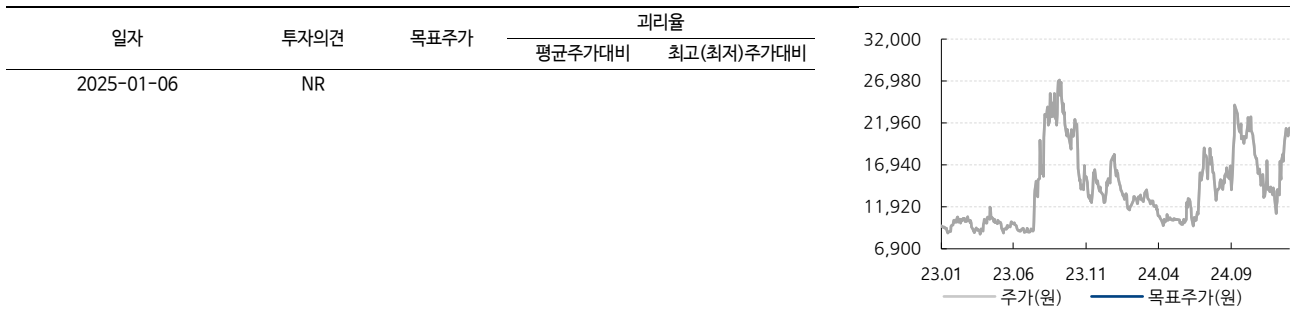 일자 투자의견 목표주가 괴리율
평균주가대비 최고(최저)주가대비
2025-01-06 NR
32,000
26,980
21,960
16,940
11,920
6,900
23.01 23.06 23.11 24.04 24.09
주가(원) 목표주가(원)